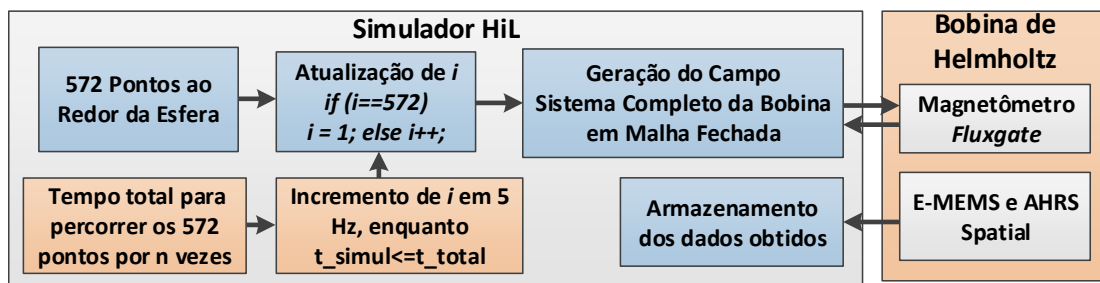 Simulador HiL
572 Pontos ao
Redor da Esfera
Atualização de i
if (i==572)
i = 1; else i++;
Geração do Campo
Sistema Completo da Bobina
em Malha Fechada
Tempo total para
percorrer os 572
pontos por n vezes
Incremento de i em 5
Hz, enquanto
t_simul<=t_total
Armazenamento
dos dados obtidos
Bobina de
Helmholtz
Magnetômetro
Fluxgate
E-MEMS e AHRS
Spatial